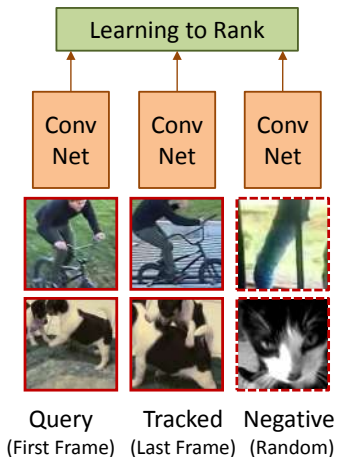 Learning to Rank
Conv Conv Conv
Net Net Net
Query Tracked Negative
(First Frame) (Last Frame) (Random)